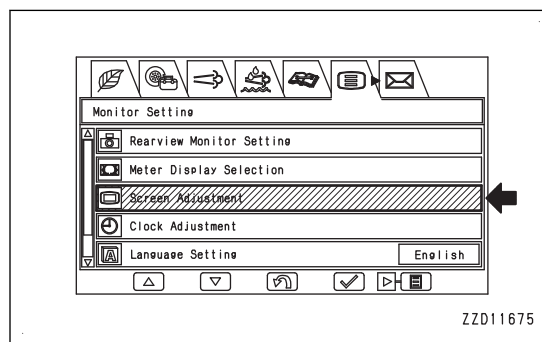 Monitor Setting
Rearview Monitor Setting
Meter Display Selection
Screen Adjustment
Clock Adjustment
Language Setting English
ZZD11675